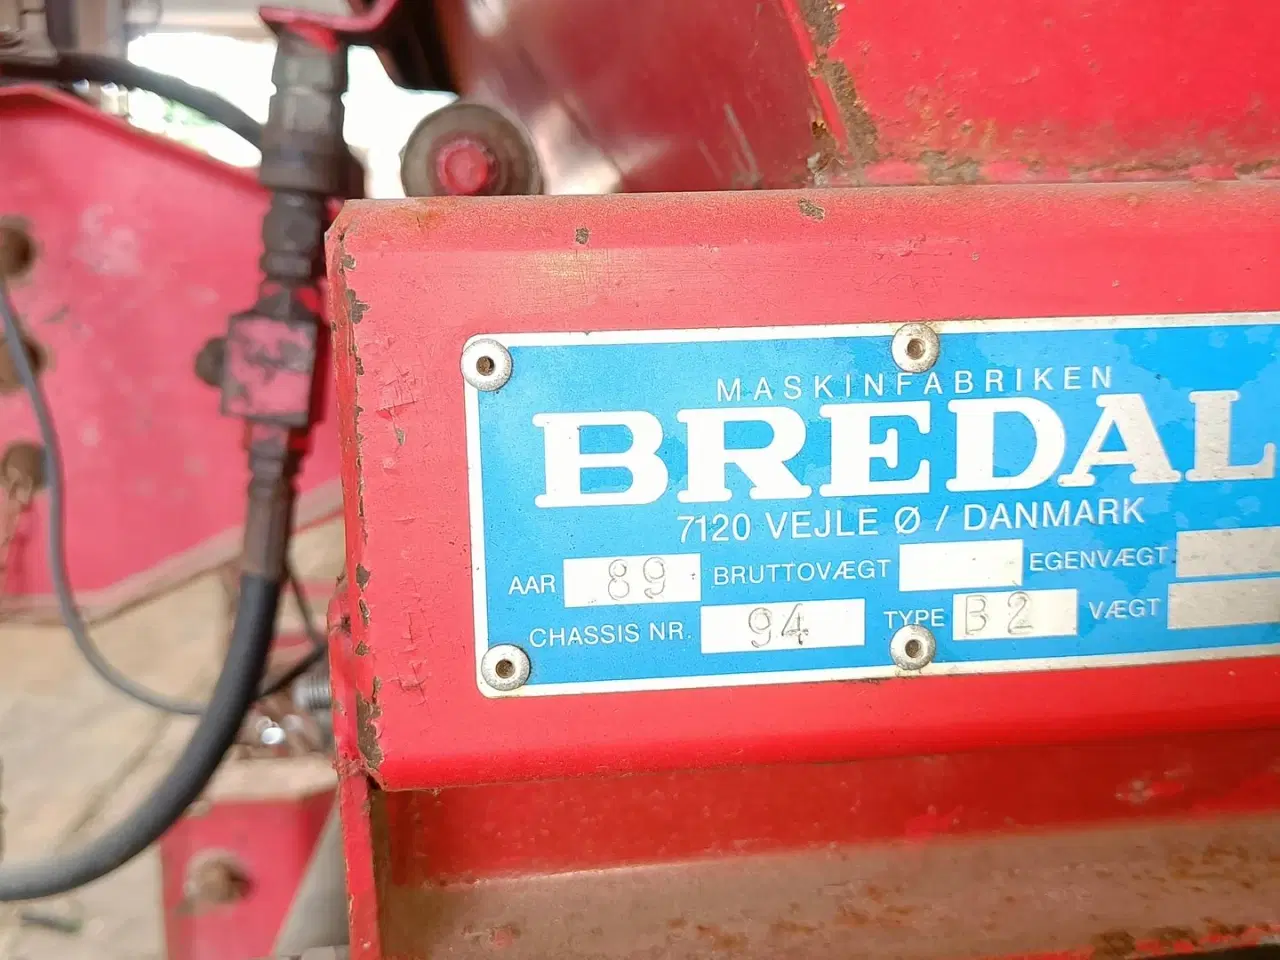 MASKINFABRIKEN
BREDAL
7120 VEJLE Ø / DANMARK
AAR 89 BRUTTOVÆGT EGENVÆGT
CHASSIS NR. 94 TYPE B2 VÆGT